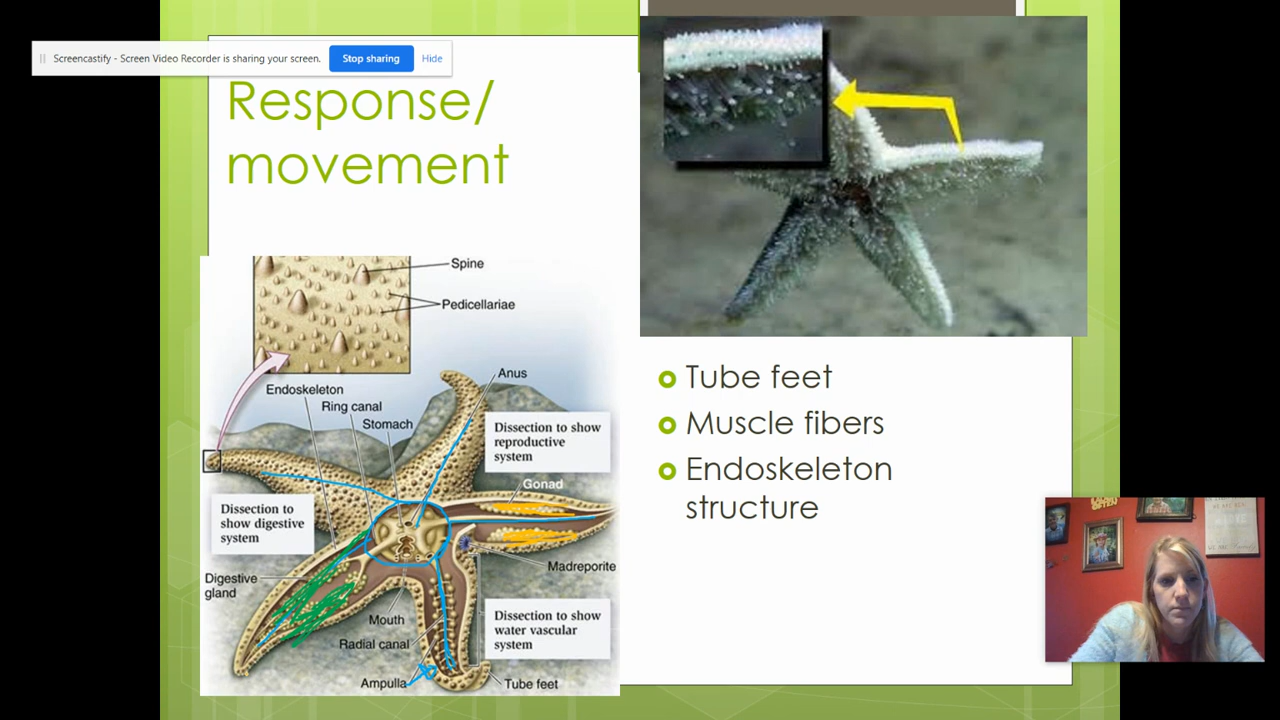 Screencastify - Screen Video Recorder is sharing your screen.
Stop sharing
Hide
Response/
movement
Spine
Pedicellariae
Endoskeleton
Ring canal
Stomach
Anus
Dissection to show
reproductive
system
Gonad
Dissection to
show digestive
system
Digestive
gland
Madreporite
Mouth
Radial canal
Dissection to show
water vascular
system
Ampulla
Tube feet
Tube feet
Muscle fibers
Endoskeleton
structure